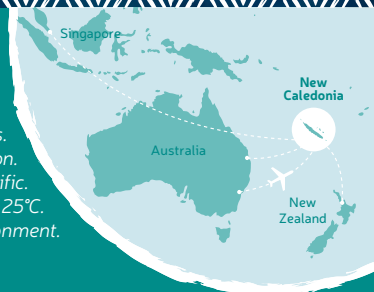 Singapore
New
Caledonia
Australia
New
Zealand
s.
on.
ific.
25°C.
onment.